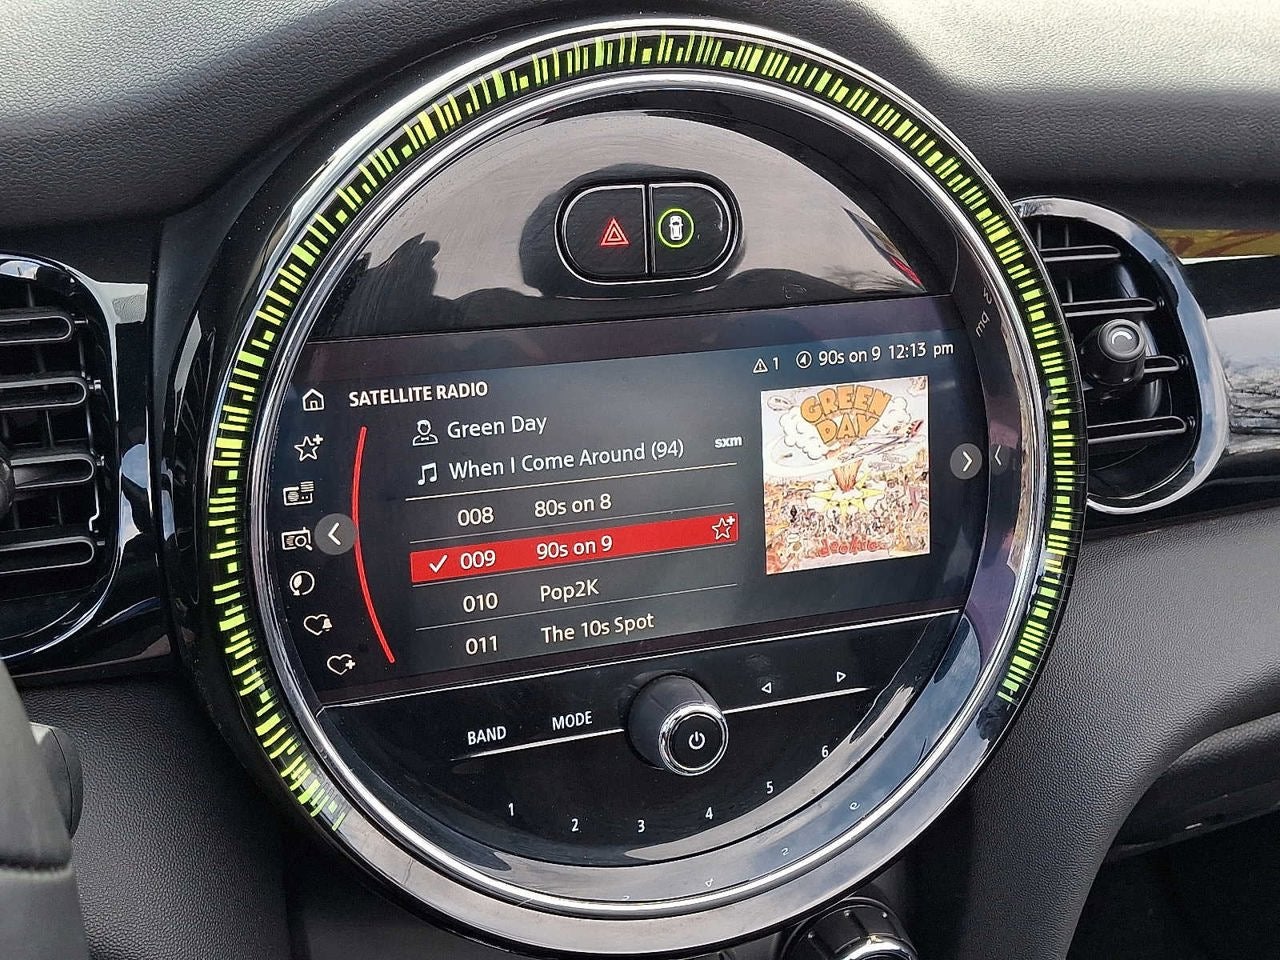 1 90s on 9 12:13 pm
SATELLITE RADIO
Green Day
When I Come Around (94) sxm
008 80s on 8
009 90s on 9
010 Pop2K
011 The 10s Spot
GREEN
DAY
BAND MODE
1 2 3 4 5 6